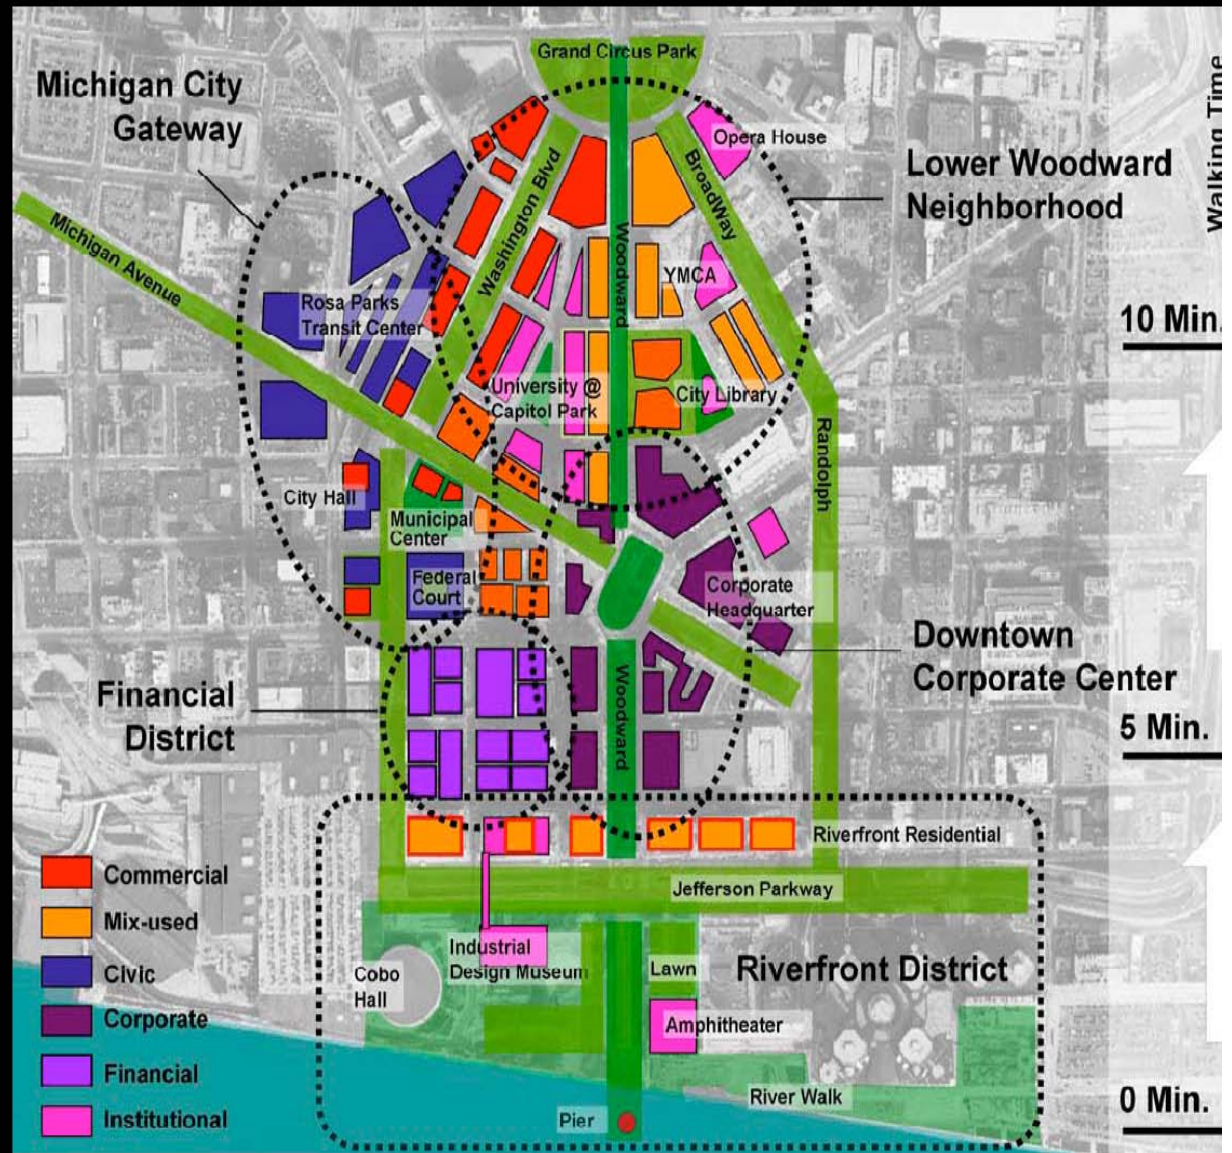 Grand Circus Park
Michigan City
Gateway
Opera House
Walking Time
Lower Woodward
Neighborhood
Washington Blvd
BroadWay
Woodward
Michigan Avenue
YMCA
Rosa Parks
Transit Center
10 Min.
University @
Capitol Park
City Library
Randolph
City Hall
Municipal
Center
Federal
Court
Corporate
Headquarter
Downtown
Corporate Center
Financial
District
Woodward
5 Min.
Riverfront Residential
Commercial
Jefferson Parkway
Mix-used
Industrial
Design Museum
Cobo
Hall
Lawn
Riverfront District
Civic
Corporate
Amphitheater
Financial
River Walk
0 Min.
Institutional
Pier